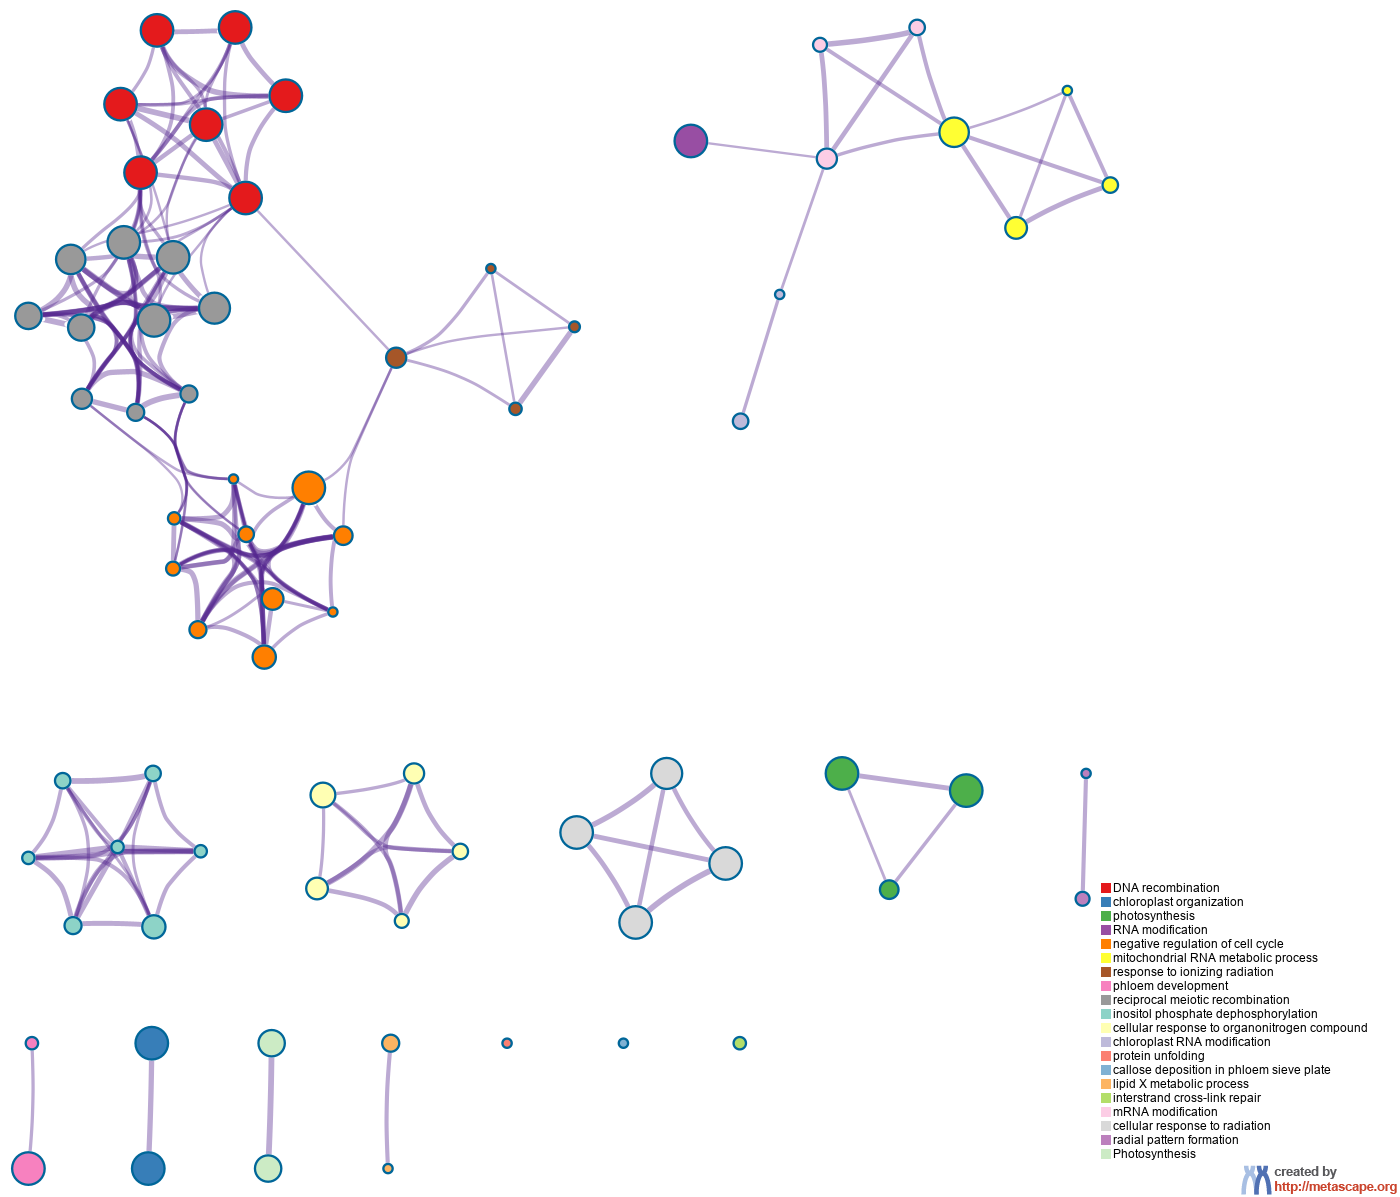 DNA recombination
chloroplast organization
photosynthesis
RNA modification
negative regulation of cell cycle
mitochondrial RNA metabolic process
response to ionizing radiation
phloem development
reciprocal meiotic recombination
inositol phosphate dephosphorylation
cellular response to organonitrogen compound
chloroplast RNA modification
protein unfolding
callose deposition in phloem sieve plate
lipid X metabolic process
interstrand cross-link repair
mRNA modification
cellular response to radiation
radial pattern formation
Photosynthesis
created by
http://metascape.org